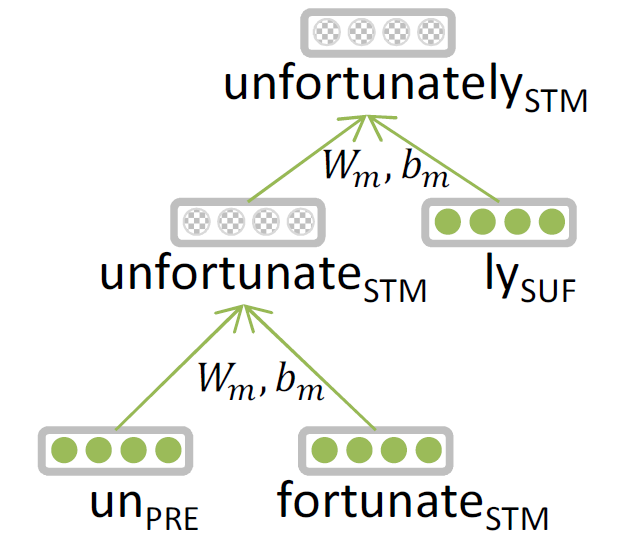 unfortunatelySTM
Wm, bm
unfortunateSTM lySUF
Wm, bm
unPRE fortunateSTM